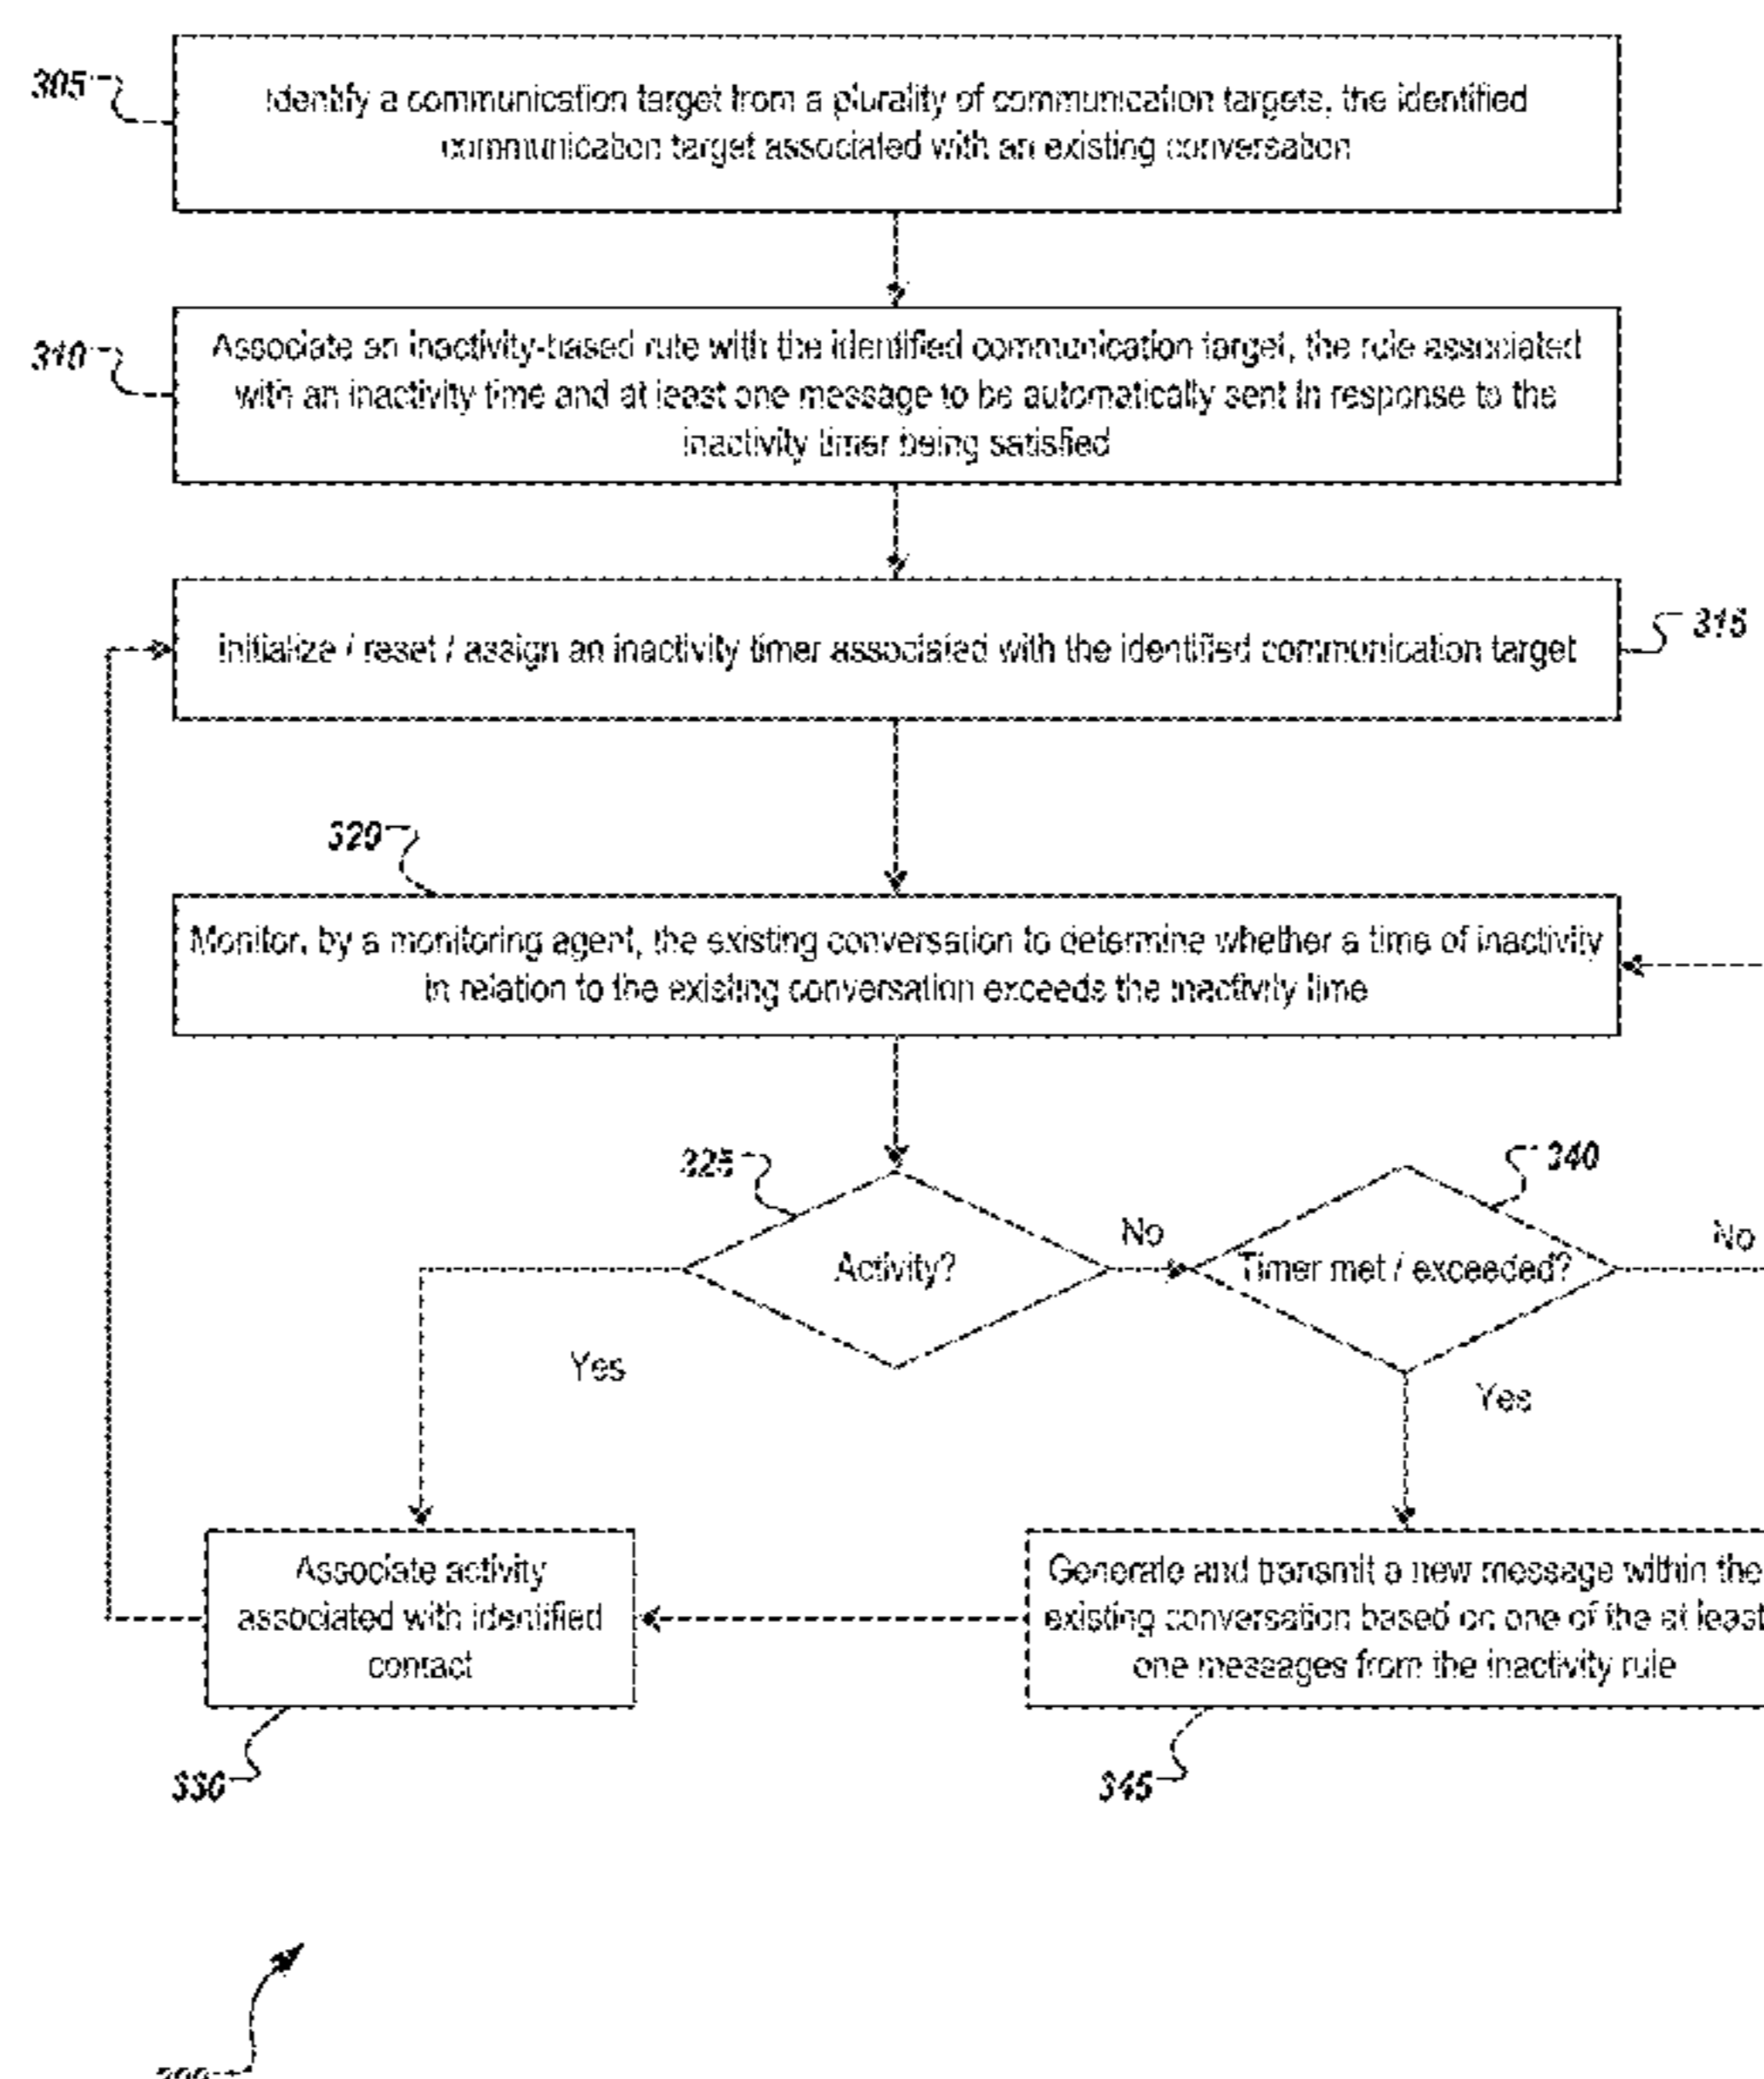 305
Identify a communication target from a plurality of communication targets, the identified
communication target associated with an existing conversation
310
Associate an inactivity-based rule with the identified communication target, the rule associated
with an inactivity time and at least one message to be automatically sent in response to the
inactivity timer being satisfied
Initialize / reset / assign an inactivity timer associated with the identified communication target
315
320
Monitor, by a monitoring agent, the existing conversation to determine whether a time of inactivity
in relation to the existing conversation exceeds the inactivity time
325
340
Activity?
No
Timer met / exceeded?
No
Yes
Yes
Associate activity
associated with identified
contact
Generate and transmit a new message within the
existing conversation based on one of the at least
one messages from the inactivity rule
330
345